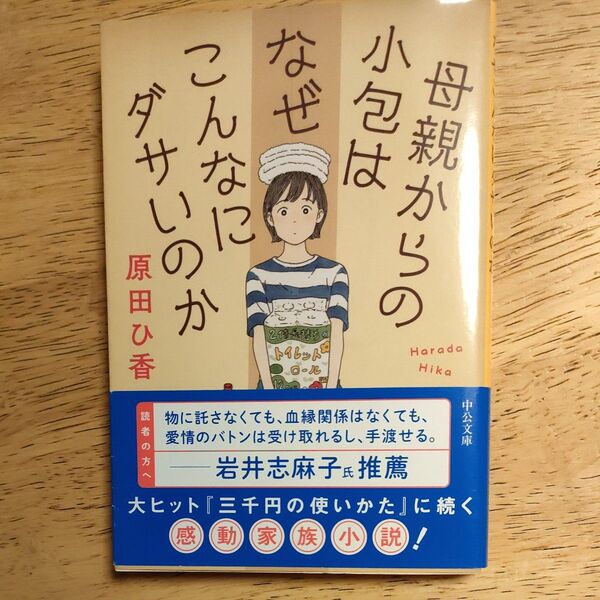 母親からの
小包は
なぜ
こんなに
ダサいのか
原田ひ香
Harada
Hika
トイレット
ロール
中公文庫
読者の方へ
物に託さなくても、血縁関係はなくても、
愛情のバトンは受け取れるし、手渡せる。
――岩井志麻子氏推薦
大ヒット『三千円の使いかた』に続く
感動家族小説！